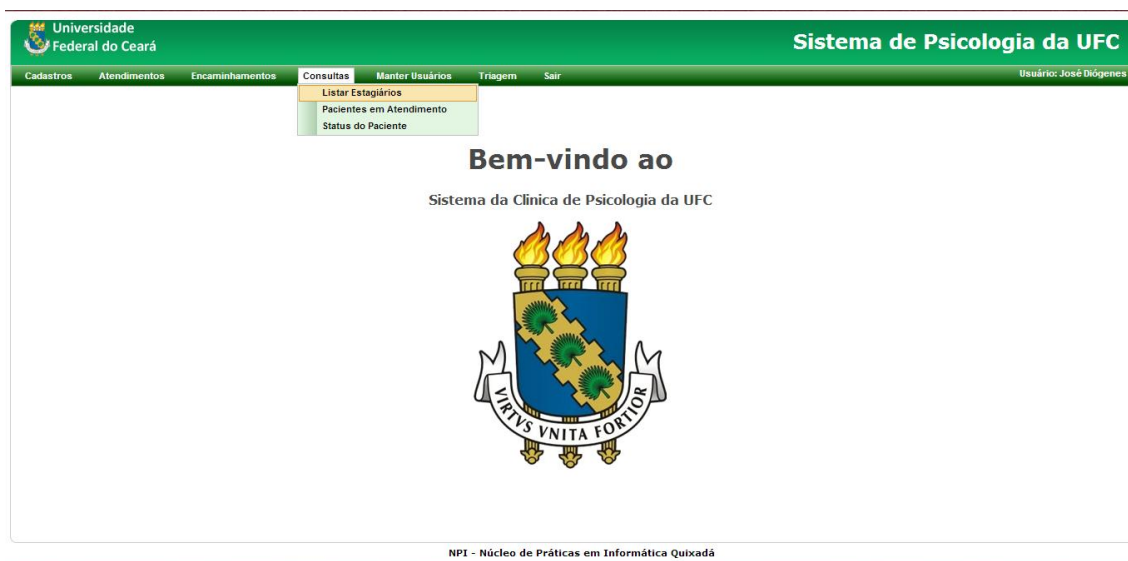 Universidade
Federal do Ceará
Sistema de Psicologia da UFC
Cadastros Atendimentos Encaminhamentos Consultas Manter Usuários Triagem Sair Usuário: José Diógenes
Listar Estagiários
Pacientes em Atendimento
Status do Paciente
Bem-vindo ao
Sistema da Clinica de Psicologia da UFC
VIRTVS VNITA FORTIOR
NPI - Núcleo de Práticas em Informática Quixadá